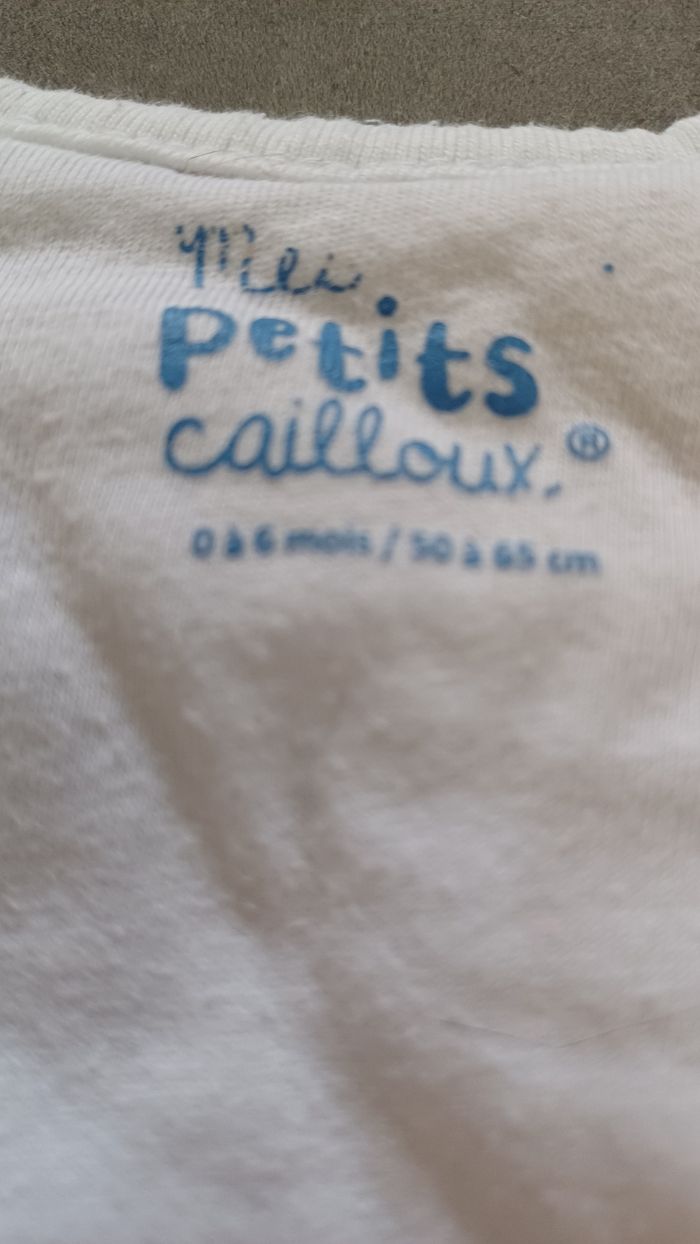 petits
cailloux.®
0 à 6 mois / 50 à 65 cm